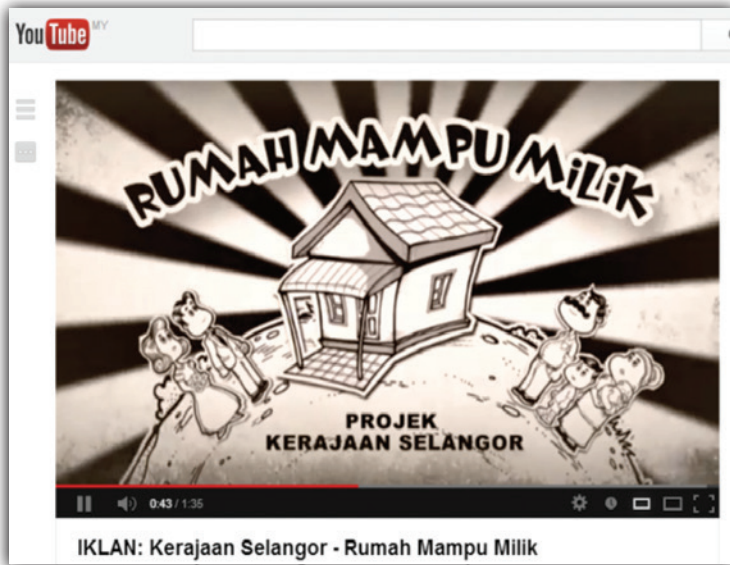 YouTube MY
RUMAH MAMPU MiLiK
PROJEK
KERAJAAN SELANGOR
0:43 / 1:35
IKLAN: Kerajaan Selangor - Rumah Mampu Milik